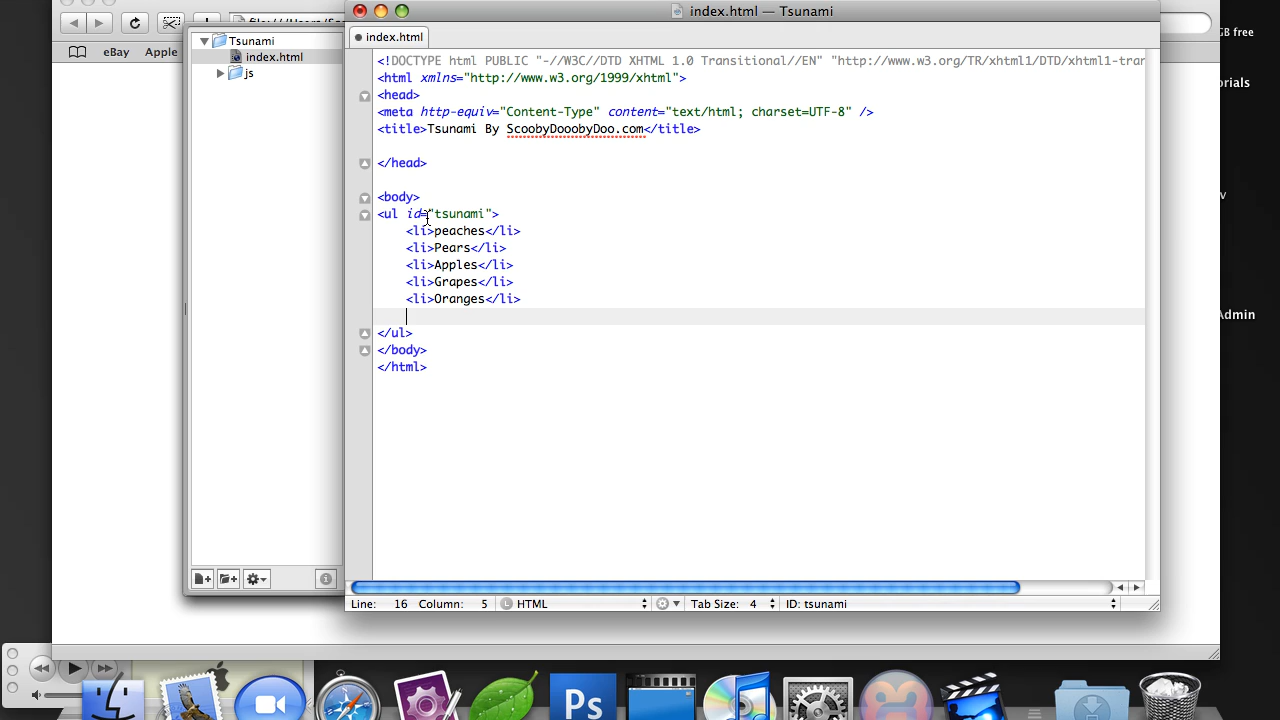 index.html — Tsunami
GB free
eBay Apple
Tsunami
index.html
js
index.html
<!DOCTYPE html PUBLIC "-//W3C//DTD XHTML 1.0 Transitional//EN" "http://www.w3.org/TR/xhtml1/DTD/xhtml1-tran
<html xmlns="http://www.w3.org/1999/xhtml">
<head>
<meta http-equiv="Content-Type" content="text/html; charset=UTF-8" />
<title>Tsunami By ScoobyDoobyDoo.com</title>
</head>
<body>
<ul id="tsunami">
<li>peaches</li>
<li>Pears</li>
<li>Apples</li>
<li>Grapes</li>
<li>Oranges</li>
</ul>
</body>
</html>
orials
Admin
Line: 16 Column: 5 L HTML Tab Size: 4 ID: tsunami
Ps